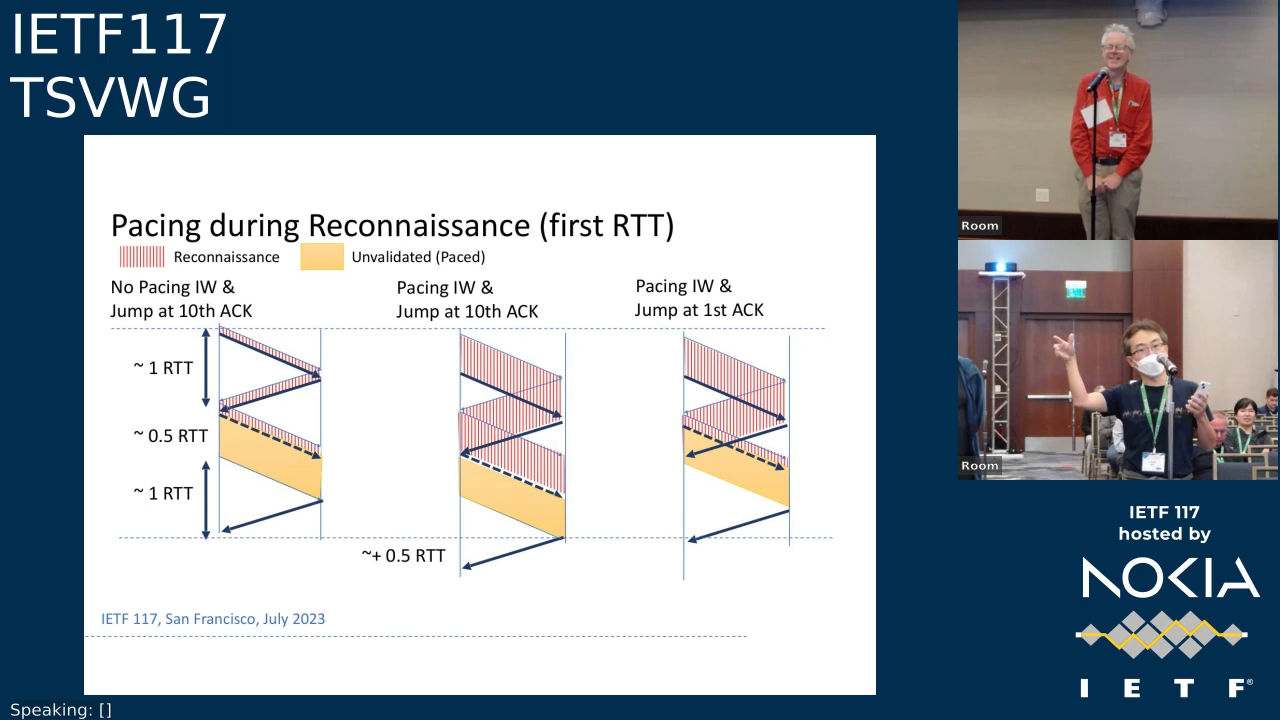 IETF117
TSVWG
Pacing during Reconnaissance (first RTT)
Reconnaissance
Unvalidated (Paced)
No Pacing IW &
Jump at 10th ACK
Pacing IW &
Jump at 10th ACK
Pacing IW &
Jump at 1st ACK
~ 1 RTT
~ 0.5 RTT
~ 1 RTT
~+ 0.5 RTT
IETF 117, San Francisco, July 2023
Room
Room
IETF 117
hosted by
NOKIA
I E T F®
Speaking: []